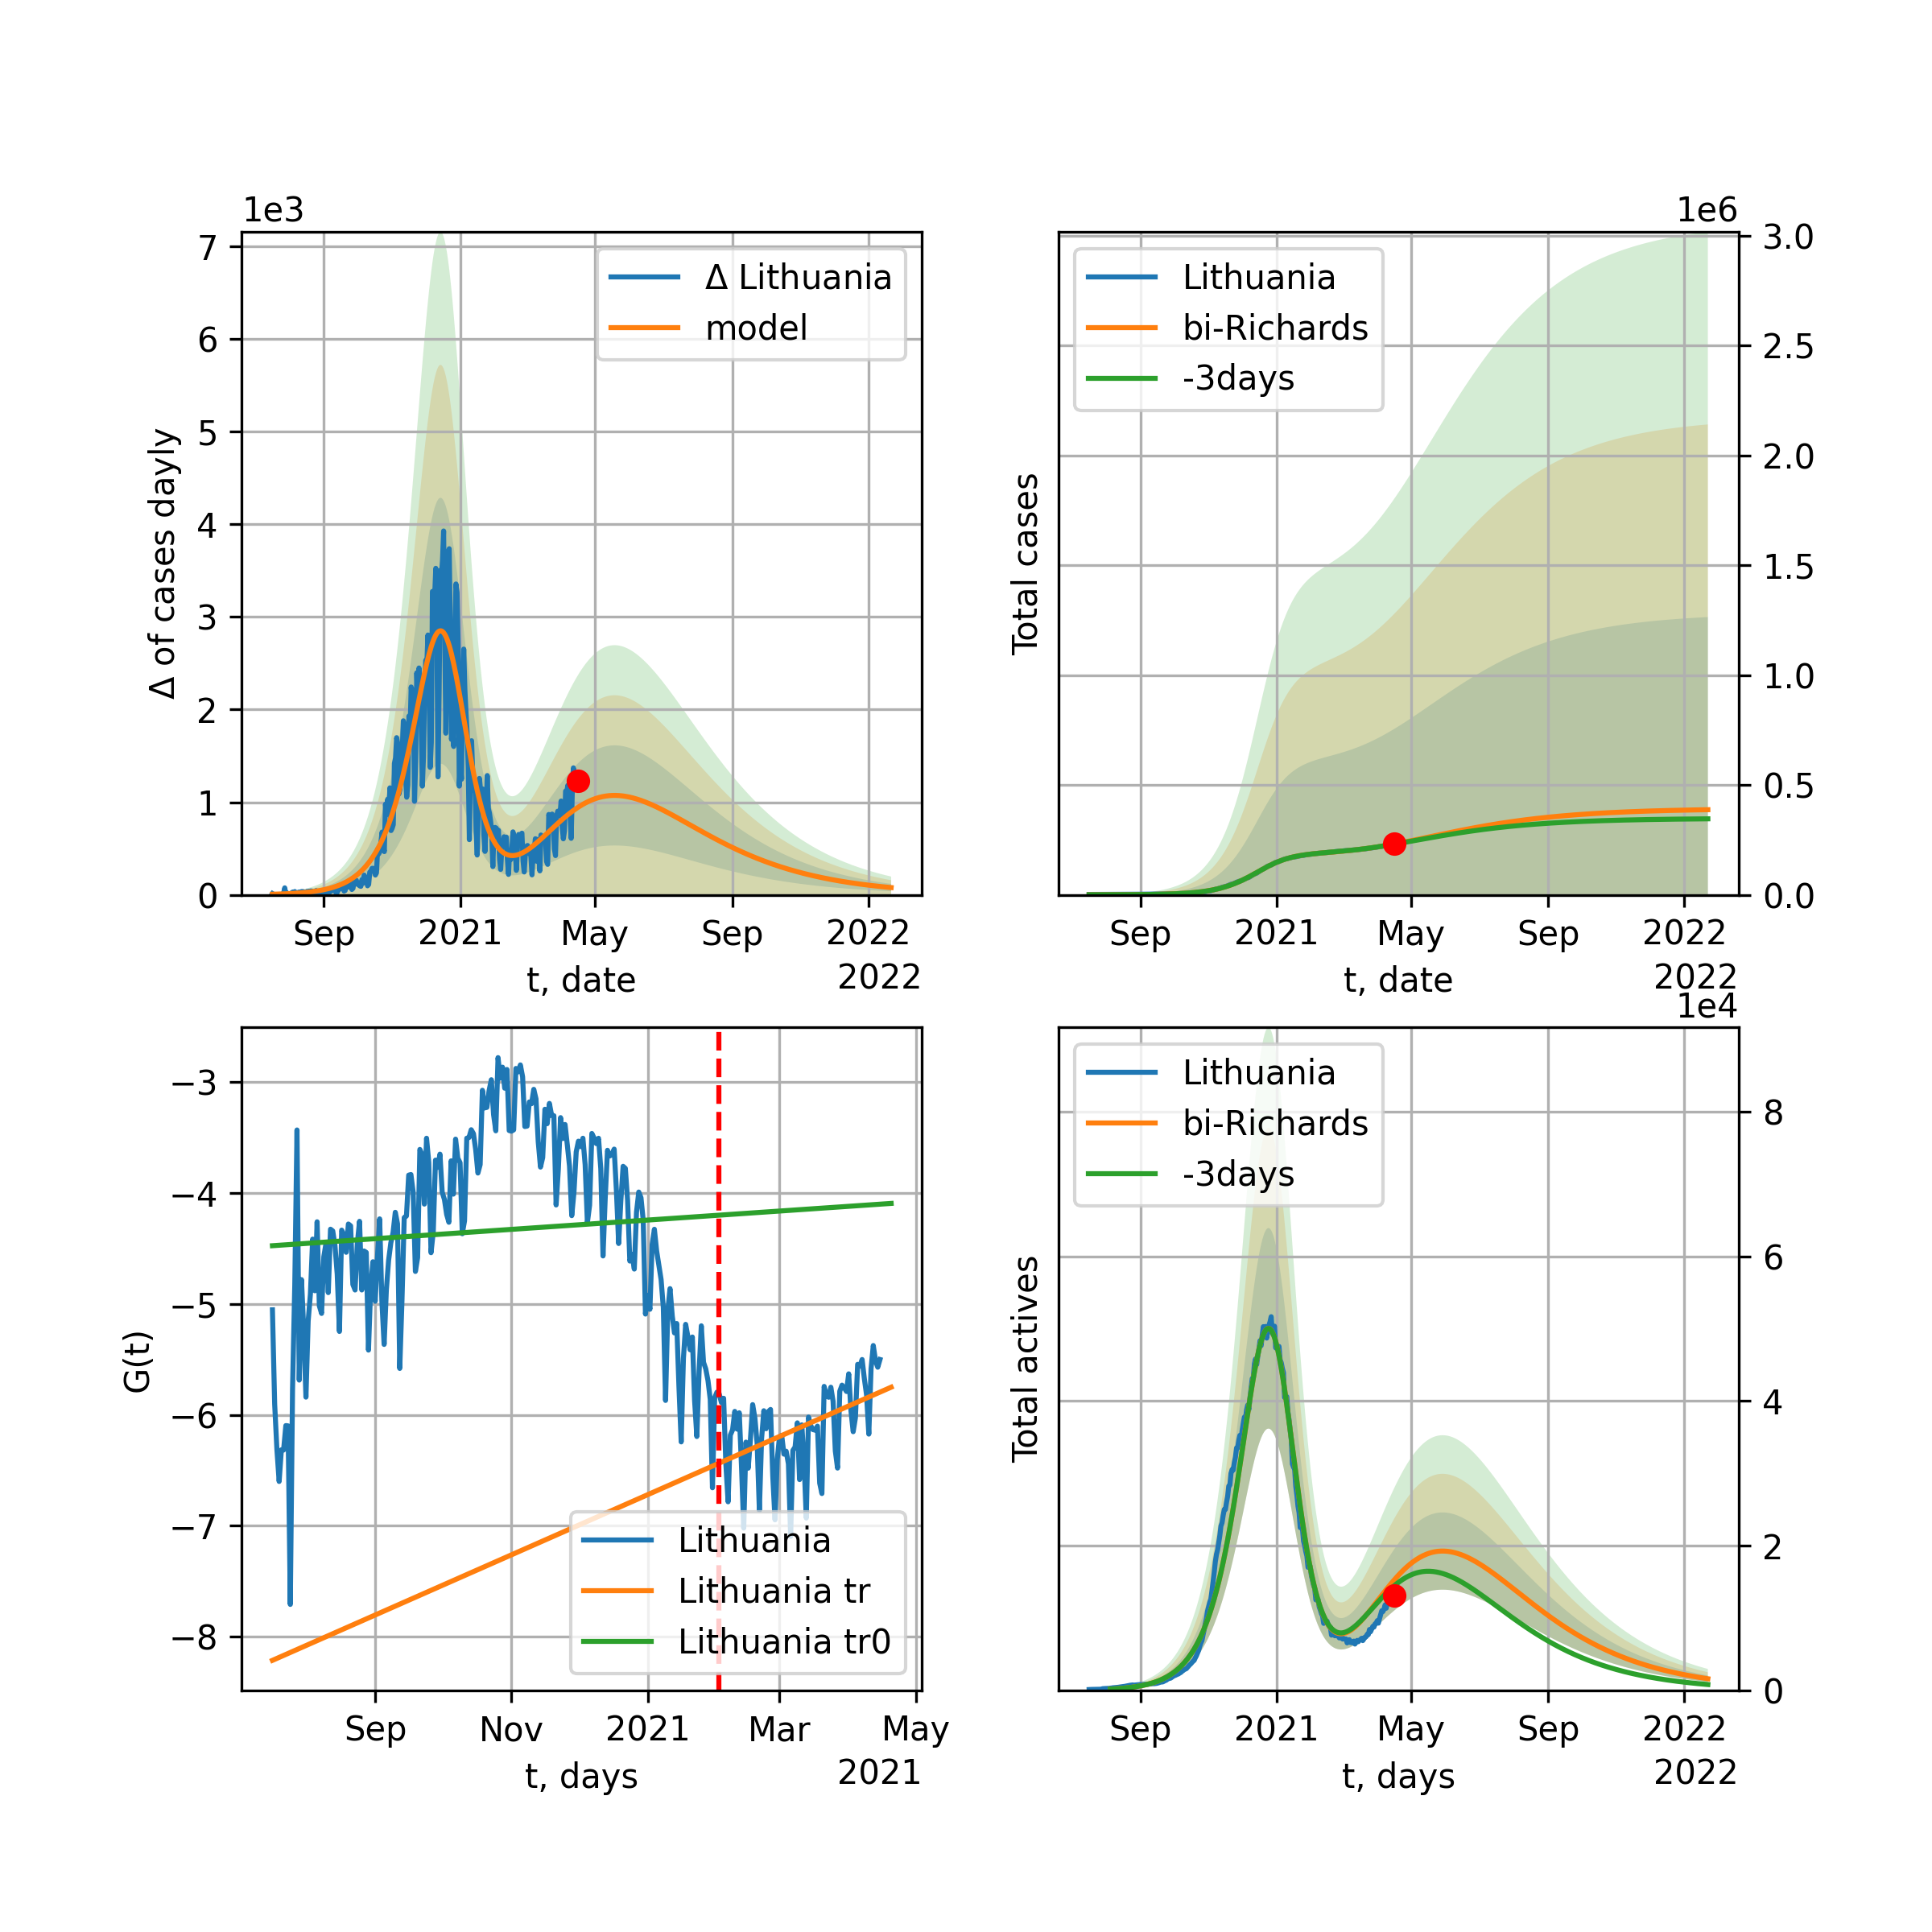 1e3
7
6
5
4
3
2
1
0
Δ of cases dayly
Δ Lithuania
model
Sep 2021 May Sep 2022
t, date
2022
1e6
3.0
2.5
2.0
1.5
1.0
0.5
0.0
Total cases
Lithuania
bi-Richards
-3days
Sep 2021 May Sep 2022
t, date
2022
−3
−4
−5
−6
−7
−8
G(t)
Lithuania
Lithuania tr
Lithuania tr0
Sep Nov 2021 Mar May
t, days
2021
1e4
8
6
4
2
0
Total actives
Lithuania
bi-Richards
-3days
Sep 2021 May Sep 2022
t, days
2022